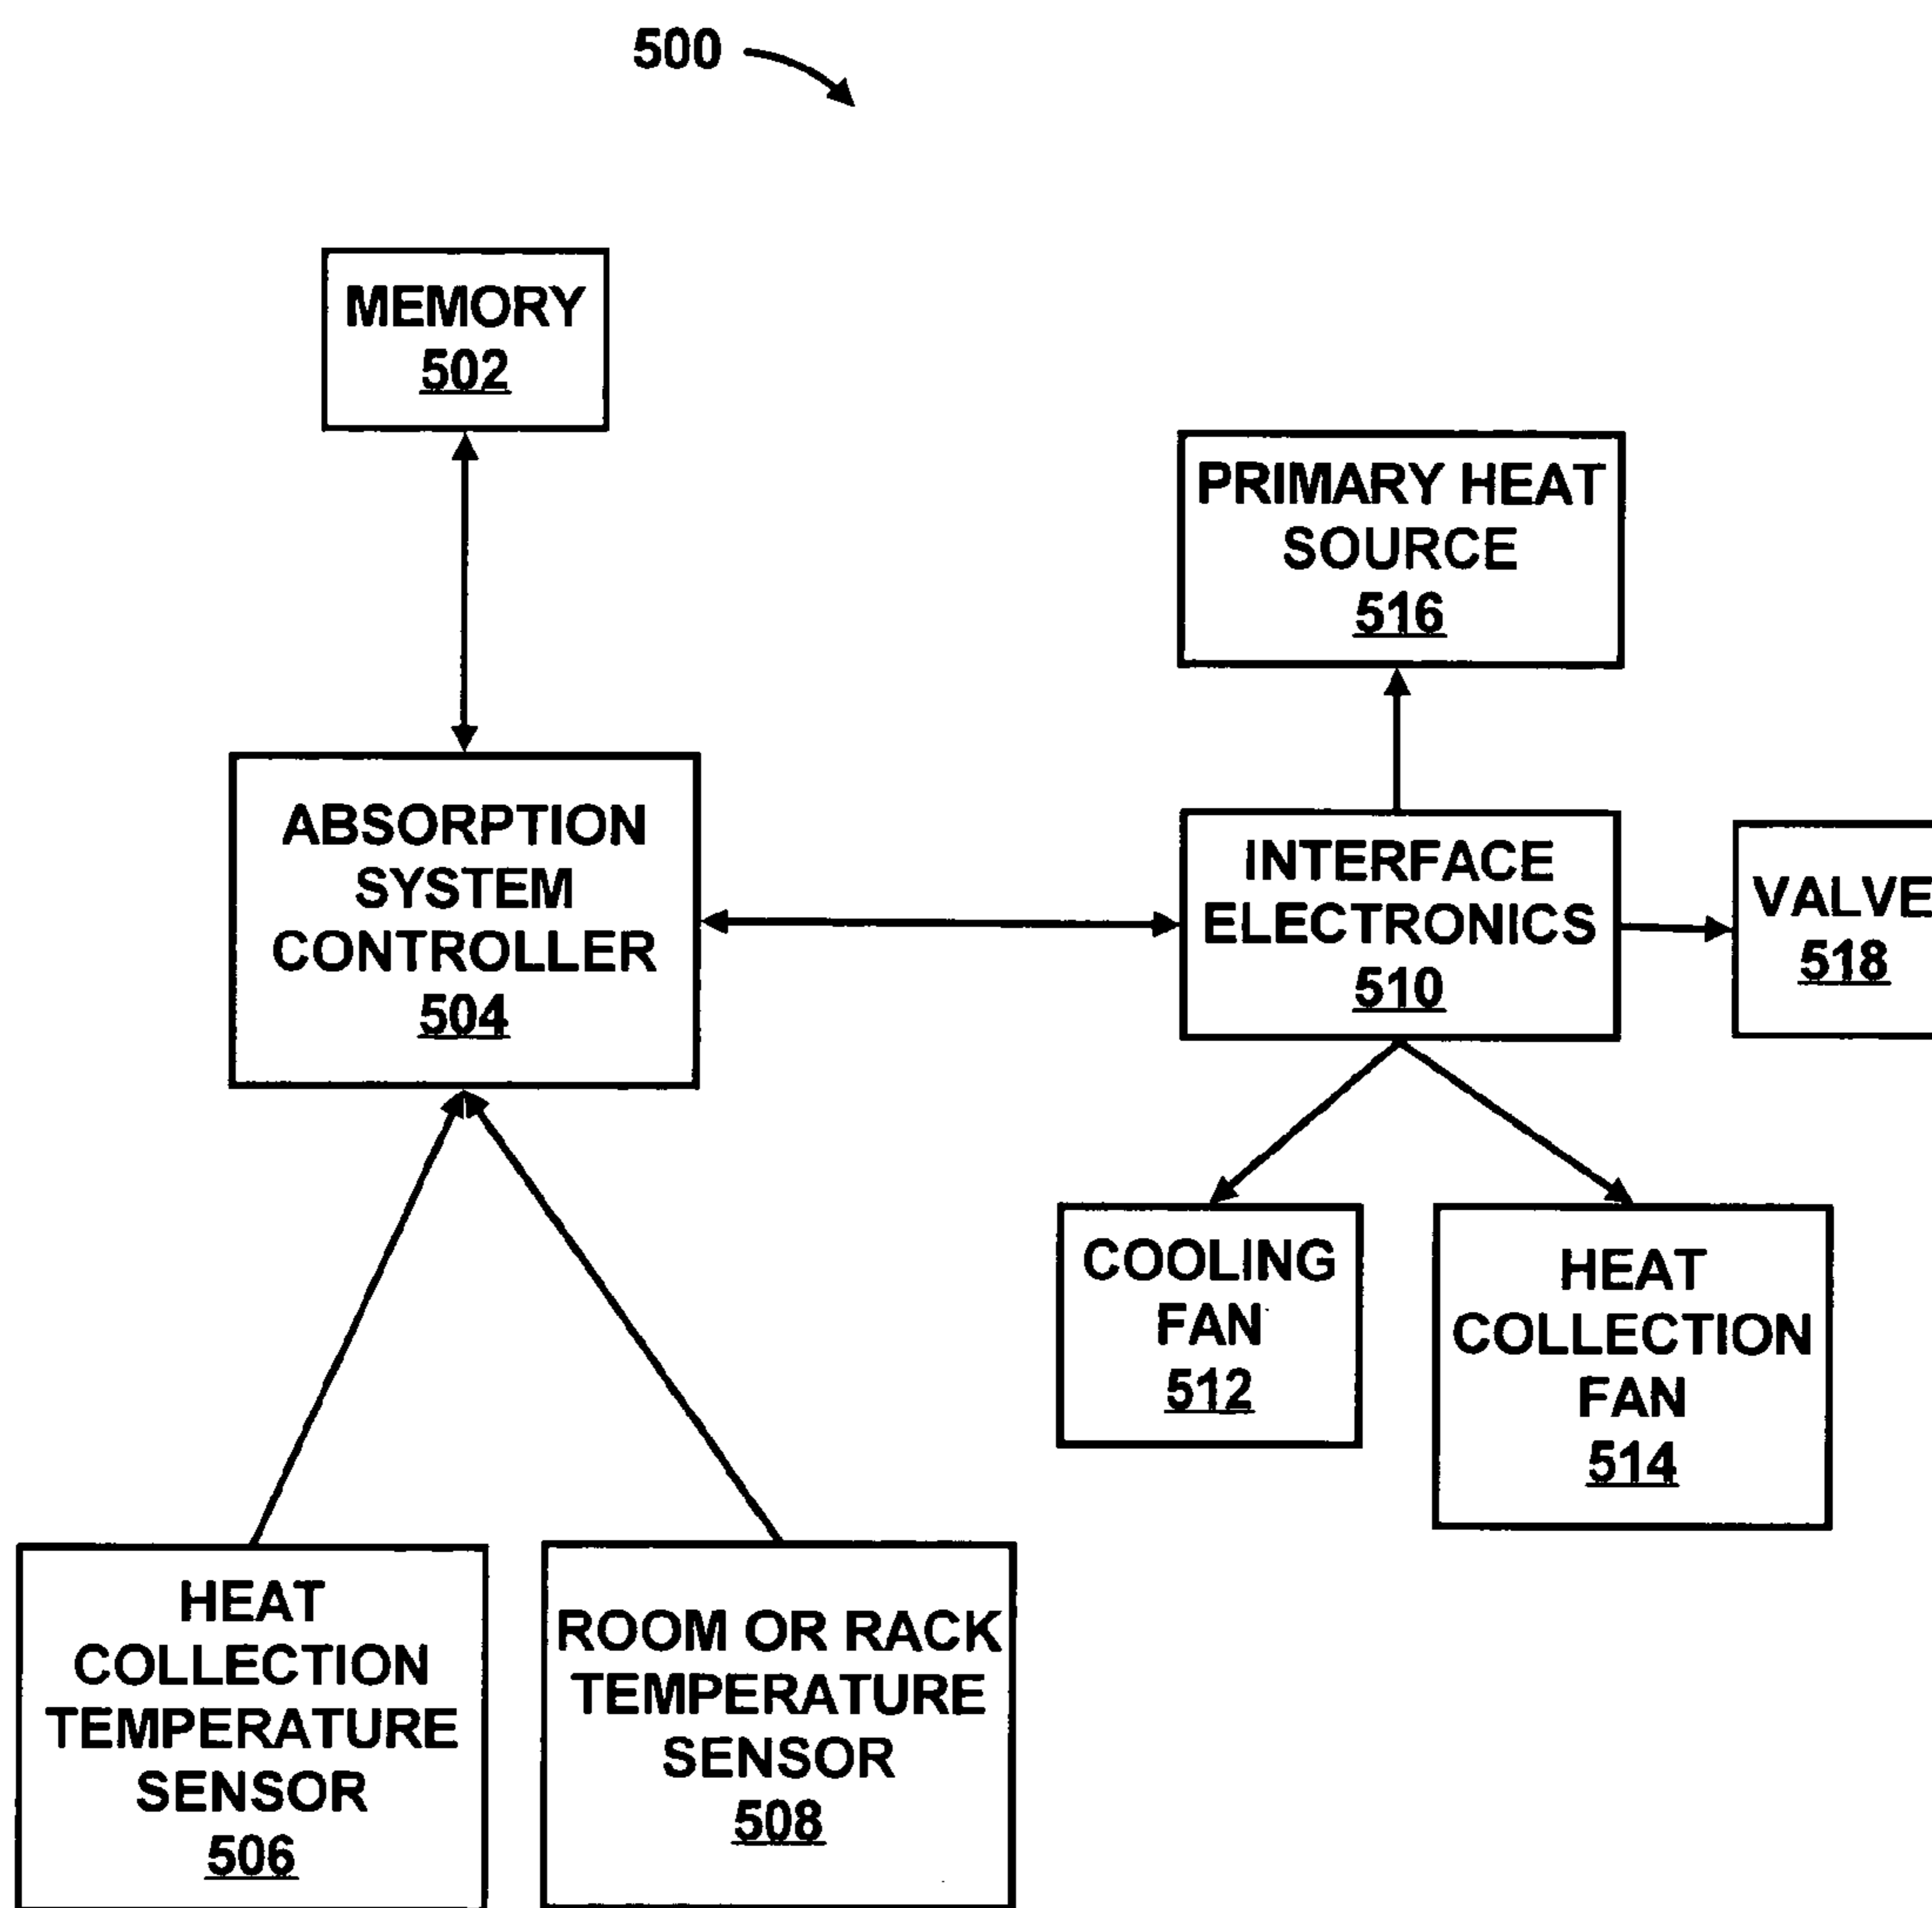 500
MEMORY
502
PRIMARY HEAT
SOURCE
516
ABSORPTION
SYSTEM
CONTROLLER
504
INTERFACE
ELECTRONICS
510
VALVE
518
COOLING
FAN
512
HEAT
COLLECTION
FAN
514
HEAT
COLLECTION
TEMPERATURE
SENSOR
506
ROOM OR RACK
TEMPERATURE
SENSOR
508